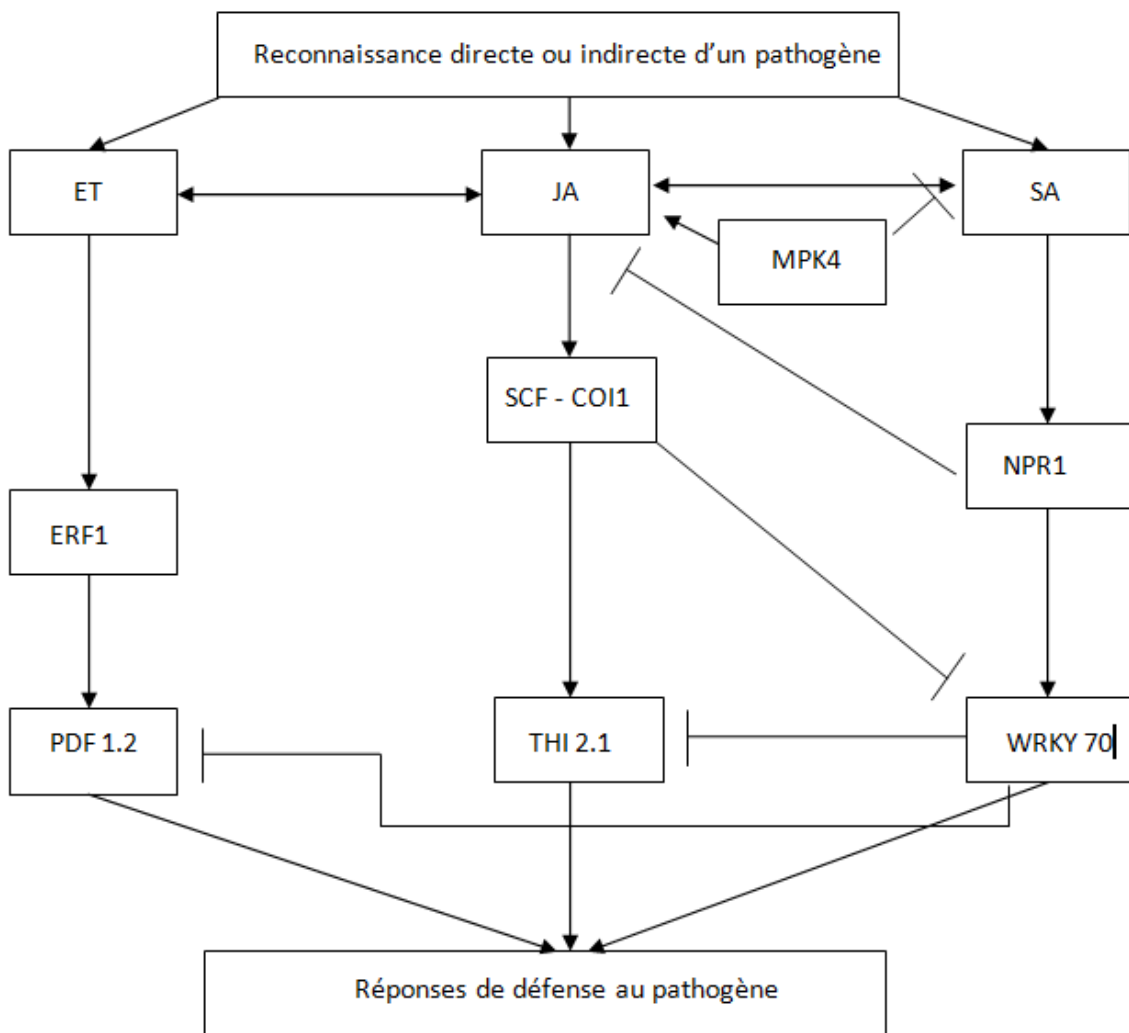 Reconnaissance directe ou indirecte d'un pathogène
ET
JA
SA
MPK4
SCF - COI1
NPR1
ERF1
PDF 1.2
THI 2.1
WRKY 70
Réponses de défense au pathogène